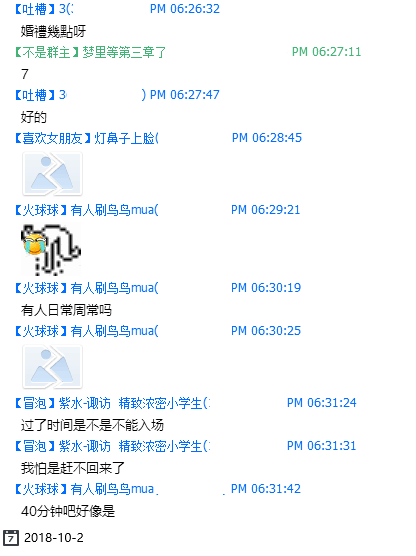 【吐槽】3(: PM 06:26:32
婚禮幾點呀
【不是群主】梦里等第三章了 PM 06:27:11
7
【吐槽】3 ) PM 06:27:47
好的
【喜欢女朋友】灯鼻子上脸( PM 06:28:45
【火球球】有人刷鸟鸟mua( PM 06:29:21
【火球球】有人刷鸟鸟mua( PM 06:30:19
有人日常周常吗
【火球球】有人刷鸟鸟mua( PM 06:30:25
【冒泡】紫水-諏访 精致浓密小学生(: PM 06:31:24
过了时间是不是不能入场
【冒泡】紫水-諏访 精致浓密小学生(: PM 06:31:31
我怕是赶不回来了
【火球球】有人刷鸟鸟mua PM 06:31:42
40分钟吧好像是
7 2018-10-2